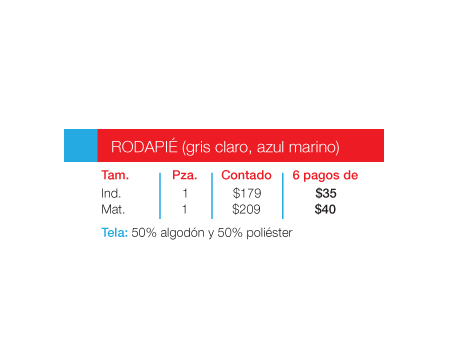 RODAPIÉ (gris claro, azul marino)
Tam. Pza. Contado 6 pagos de
Ind. 1 $179 $35
Mat. 1 $209 $40
Tela: 50% algodón y 50% poliéster